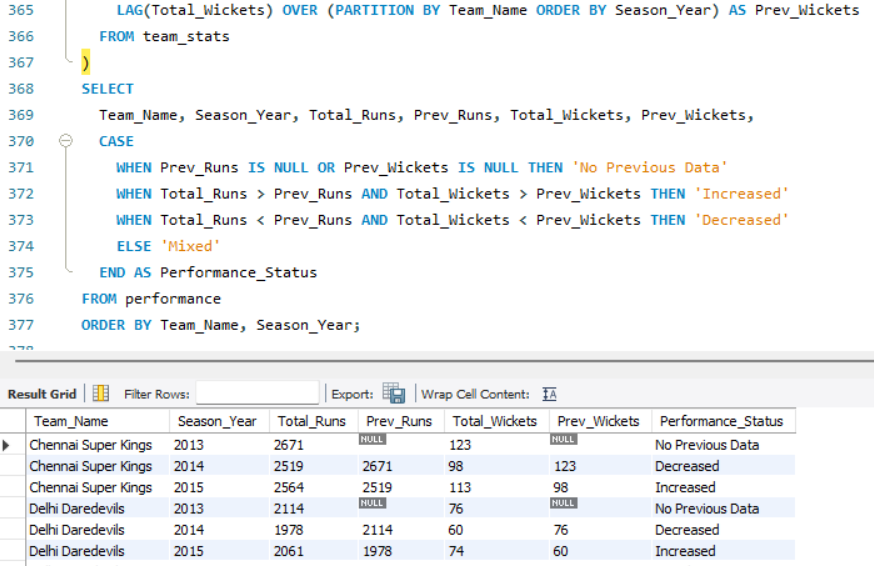 365 LAG(Total_Wickets) OVER (PARTITION BY Team_Name ORDER BY Season_Year) AS Prev_Wickets
366 FROM team_stats
367 )
368 SELECT
369 Team_Name, Season_Year, Total_Runs, Prev_Runs, Total_Wickets, Prev_Wickets,
370 CASE
371 WHEN Prev_Runs IS NULL OR Prev_Wickets IS NULL THEN 'No Previous Data'
372 WHEN Total_Runs > Prev_Runs AND Total_Wickets > Prev_Wickets THEN 'Increased'
373 WHEN Total_Runs < Prev_Runs AND Total_Wickets < Prev_Wickets THEN 'Decreased'
374 ELSE 'Mixed'
375 END AS Performance_Status
376 FROM performance
377 ORDER BY Team_Name, Season_Year;
Result Grid Filter Rows: Export: Wrap Cell Content:
Team_Name Season_Year Total_Runs Prev_Runs Total_Wickets Prev_Wickets Performance_Status
Chennai Super Kings 2013 2671 NULL 123 NULL No Previous Data
Chennai Super Kings 2014 2519 2671 98 123 Decreased
Chennai Super Kings 2015 2564 2519 113 98 Increased
Delhi Daredevils 2013 2114 NULL 76 NULL No Previous Data
Delhi Daredevils 2014 1978 2114 60 76 Decreased
Delhi Daredevils 2015 2061 1978 74 60 Increased